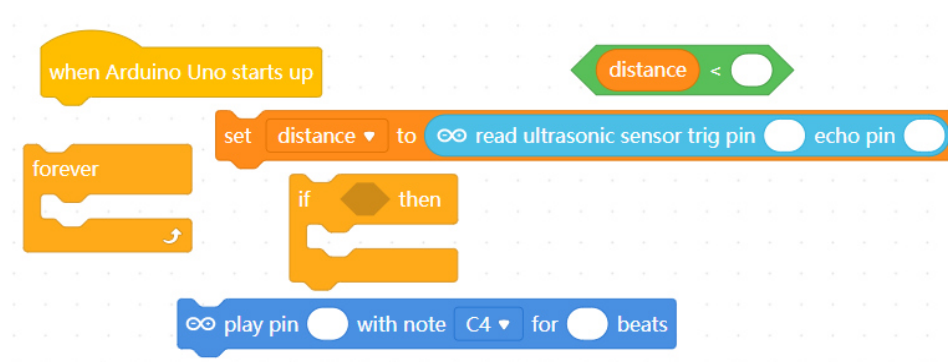 when Arduino Uno starts up
distance <
set distance ▼ to read ultrasonic sensor trig pin echo pin
forever
if then
play pin with note C4 ▼ for beats